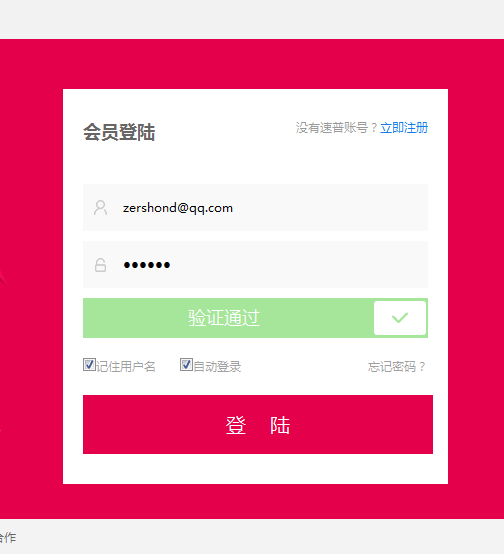 会员登陆
没有速普账号？立即注册
zershond@qq.com
••••••
验证通过
记住用户名 自动登录 忘记密码？
登 陆
合作